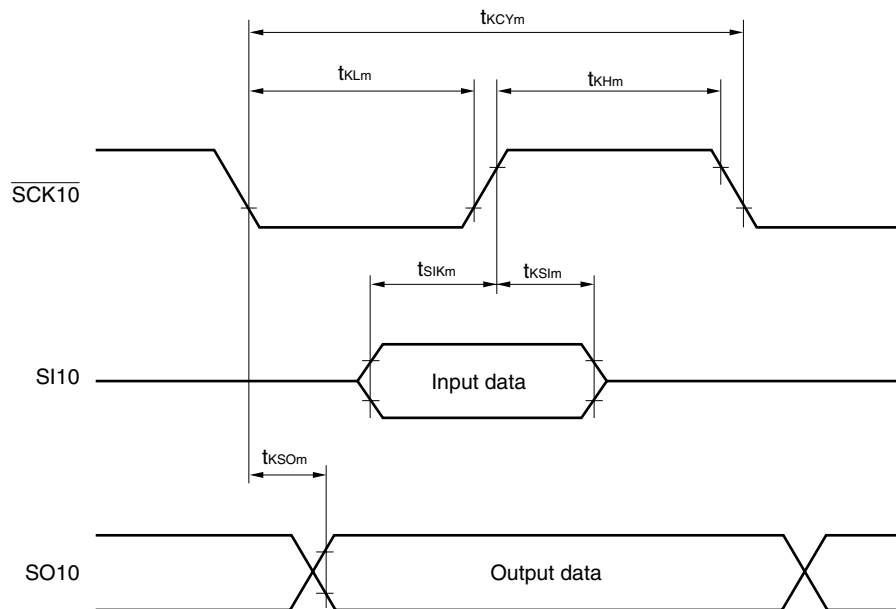 tKCYm
tKLm
tKHm
SCK10
tSIKm
tKSIm
SI10
Input data
tKSOm
SO10
Output data